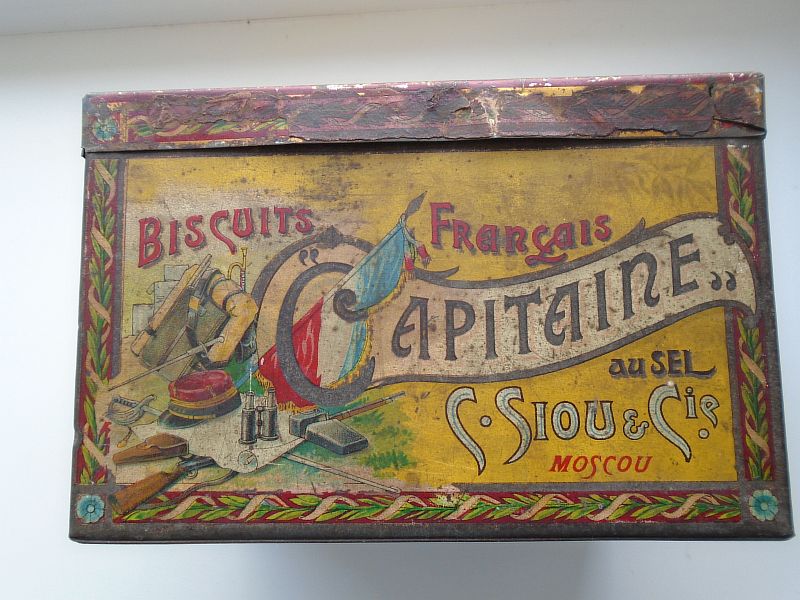 BISCUITS FRANÇAIS
"CAPITAINE"
AU SEL
C. SIOU & Cie.
MOSCOU